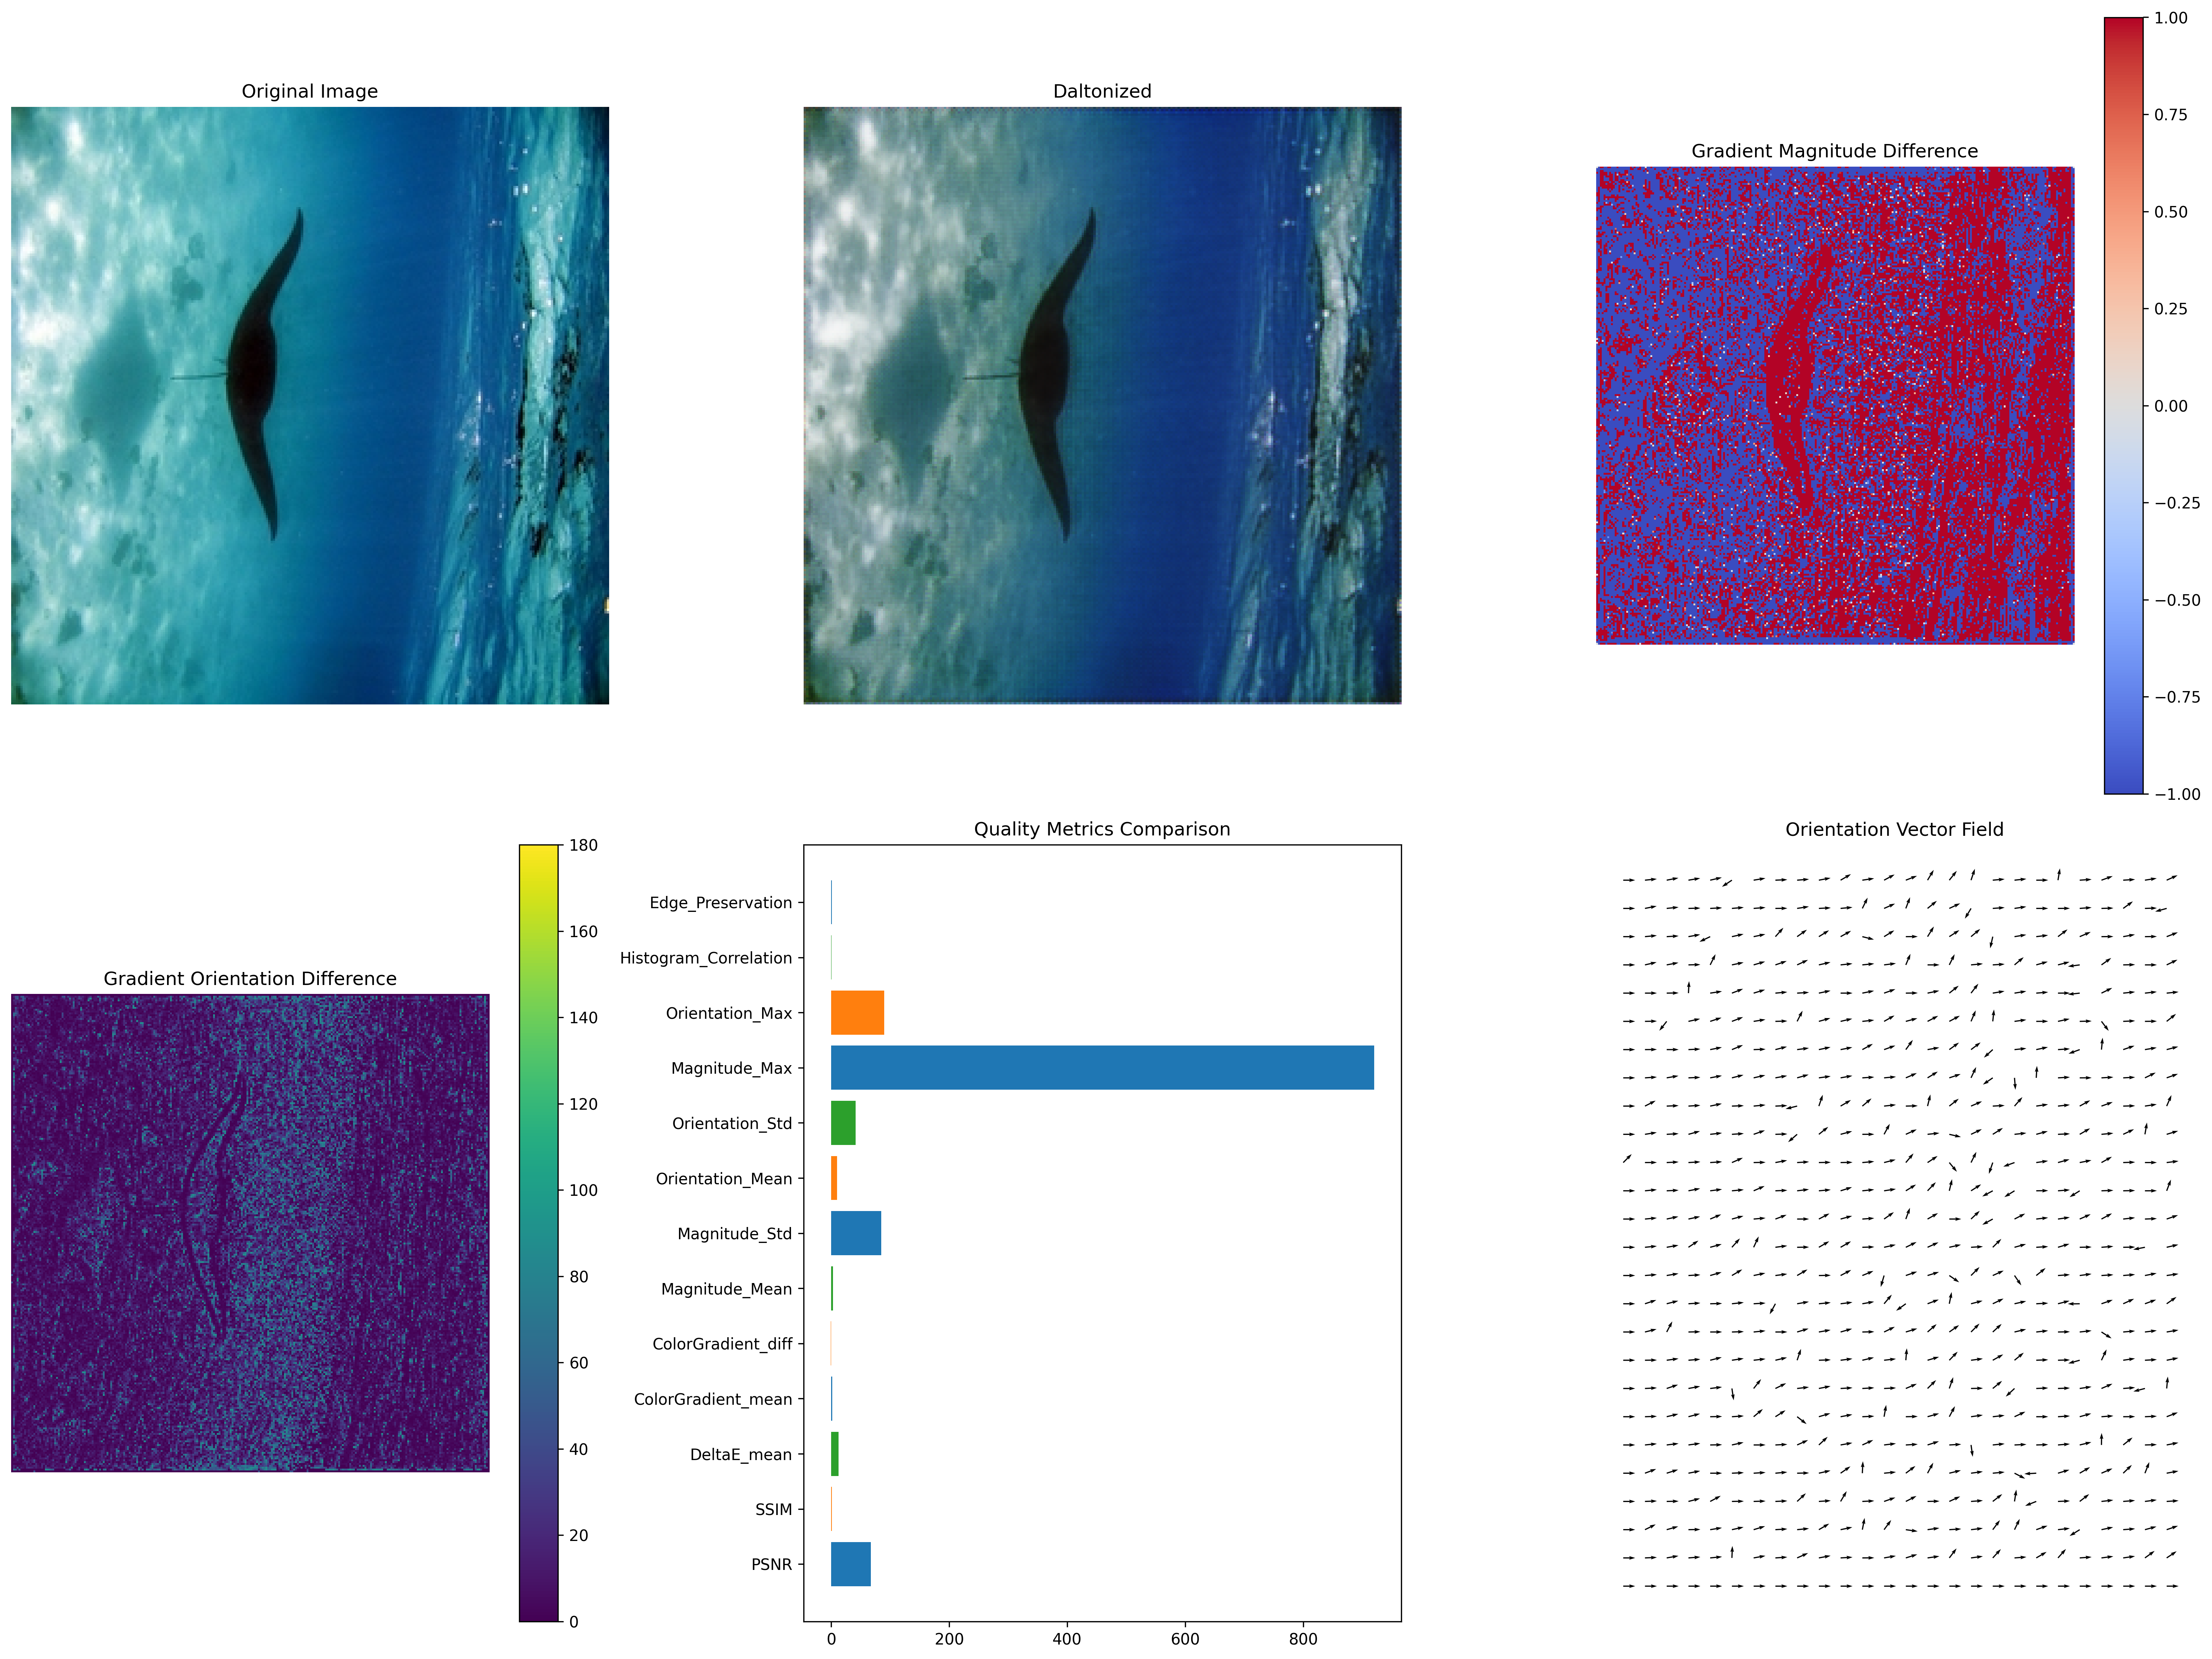 Original Image
Daltonized
Gradient Magnitude Difference
1.00
0.75
0.50
0.25
0.00
−0.25
−0.50
−0.75
−1.00
Gradient Orientation Difference
180
160
140
120
100
80
60
40
20
0
Quality Metrics Comparison
Edge_Preservation
Histogram_Correlation
Orientation_Max
Magnitude_Max
Orientation_Std
Orientation_Mean
Magnitude_Std
Magnitude_Mean
ColorGradient_diff
ColorGradient_mean
DeltaE_mean
SSIM
PSNR
0 200 400 600 800
Orientation Vector Field